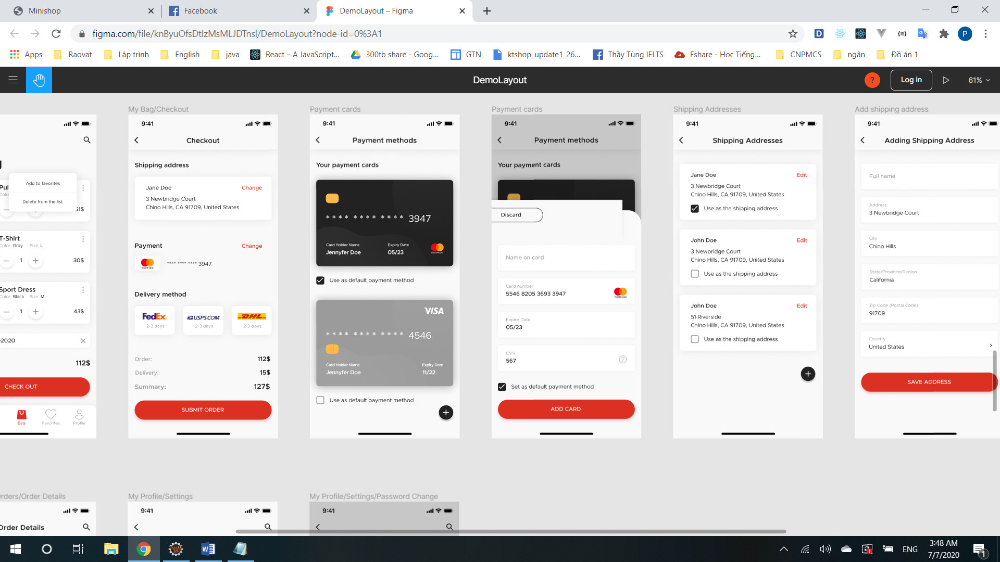 Minishop
Facebook
DemoLayout – Figma
figma.com/file/knByuOfsDtlzMsMLJDTnsl/DemoLayout?node-id=0%3A1
Apps
Raovat
Lập trình
English
java
React – A JavaScript...
300tb share - Goog...
GTN
ktshop_update1_26...
Thầy Tùng IELTS
Fshare - Học Tiếng...
CNPMCS
ngân
Đồ án 1
DemoLayout
?
Log in
61%
Add to favorites
Delete from the list
Pul
Colo
51$
T-Shirt
Color: Gray Size: L
1
30$
Sport Dress
Color: Black Size: M
1
43$
2020
112$
CHECK OUT
Bag
Favorites
Profile
My Bag/Checkout
9:41
Checkout
Shipping address
Jane Doe
Change
3 Newbridge Court
Chino Hills, CA 91709, United States
Payment
Change
mastercard
**** **** **** 3947
Delivery method
FedEx
2-3 days
USPS.COM
2-3 days
DHL
2-3 days
Order:
112$
Delivery:
15$
Summary:
127$
SUBMIT ORDER
Payment cards
9:41
Payment methods
Your payment cards
* * * * * * * * * * * * 3947
Card Holder Name
Jennyfer Doe
Expiry Date
05/23
mastercard
Use as default payment method
VISA
* * * * * * * * * * * * 4546
Card Holder Name
Jennyfer Doe
Expiry Date
11/22
Use as default payment method
Payment cards
9:41
Payment methods
Your payment cards
Discard
Name on card
Card number
5546 8205 3693 3947
mastercard
Expire Date
05/23
CVV
567
Set as default payment method
ADD CARD
Shipping Addresses
9:41
Shipping Addresses
Jane Doe
Edit
3 Newbridge Court
Chino Hills, CA 91709, United States
Use as the shipping address
John Doe
Edit
3 Newbridge Court
Chino Hills, CA 91709, United States
Use as the shipping address
John Doe
Edit
51 Riverside
Chino Hills, CA 91709, United States
Use as the shipping address
Add shipping address
9:41
Adding Shipping Address
Full name
Address
3 Newbridge Court
City
Chino Hills
State/Province/Region
California
Zip Code (Postal Code)
91709
Country
United States
SAVE ADDRESS
rders/Order Details
Order Details
My Profile/Settings
9:41
My Profile/Settings/Password Change
9:41
ENG
3:48 AM
7/7/2020
1